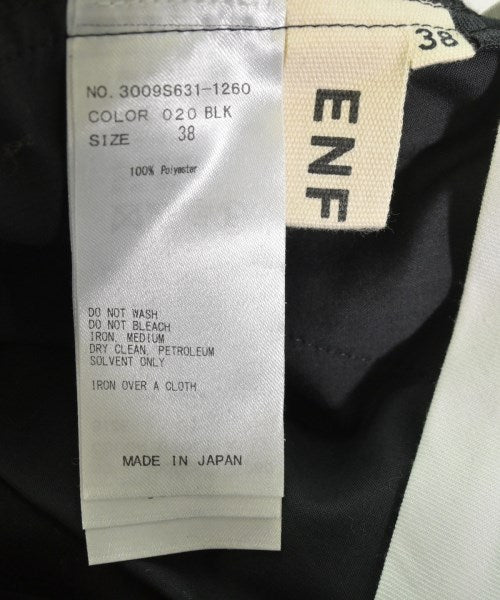 NO. 3009S631-1260
COLOR 020 BLK
SIZE 38
100% Polyester
DO NOT WASH
DO NOT BLEACH
IRON, MEDIUM
DRY CLEAN, PETROLEUM
SOLVENT ONLY
IRON OVER A CLOTH
MADE IN JAPAN
ENF
38